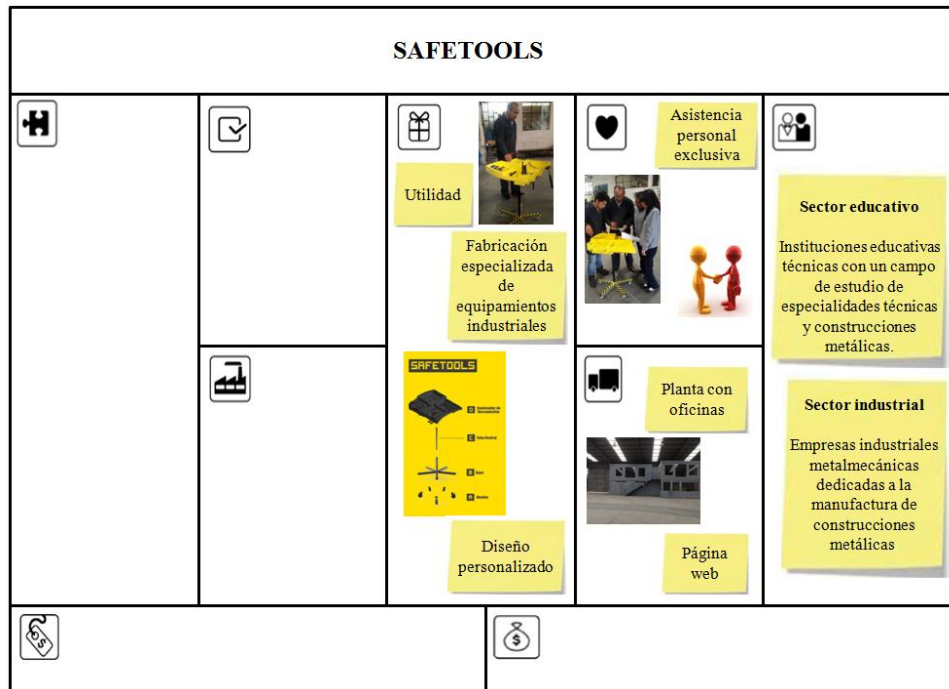 SAFETOOLS
Utilidad
Fabricación
especializada
de
equipamientos
industriales
SAFETOOLS
D
C
B
Diseño
personalizado
Asistencia
personal
exclusiva
Planta con
oficinas
Página
web
Sector educativo
Instituciones educativas
técnicas con un campo
de estudio de
especialidades técnicas
y construcciones
metálicas.
Sector industrial
Empresas industriales
metalmecánicas
dedicadas a la
manufactura de
construcciones
metálicas
$
$